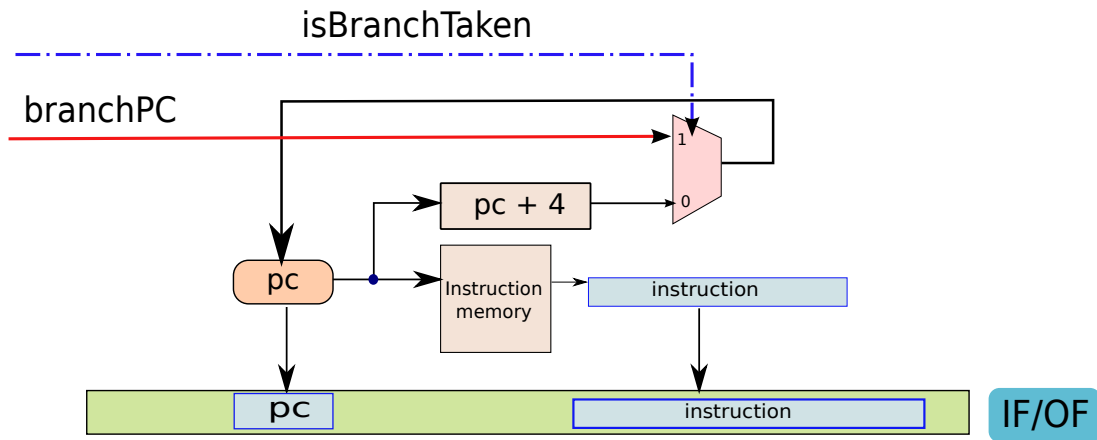 isBranchTaken
branchPC
1
pc + 4
0
pc
Instruction
memory
instruction
pc
instruction
IF/OF